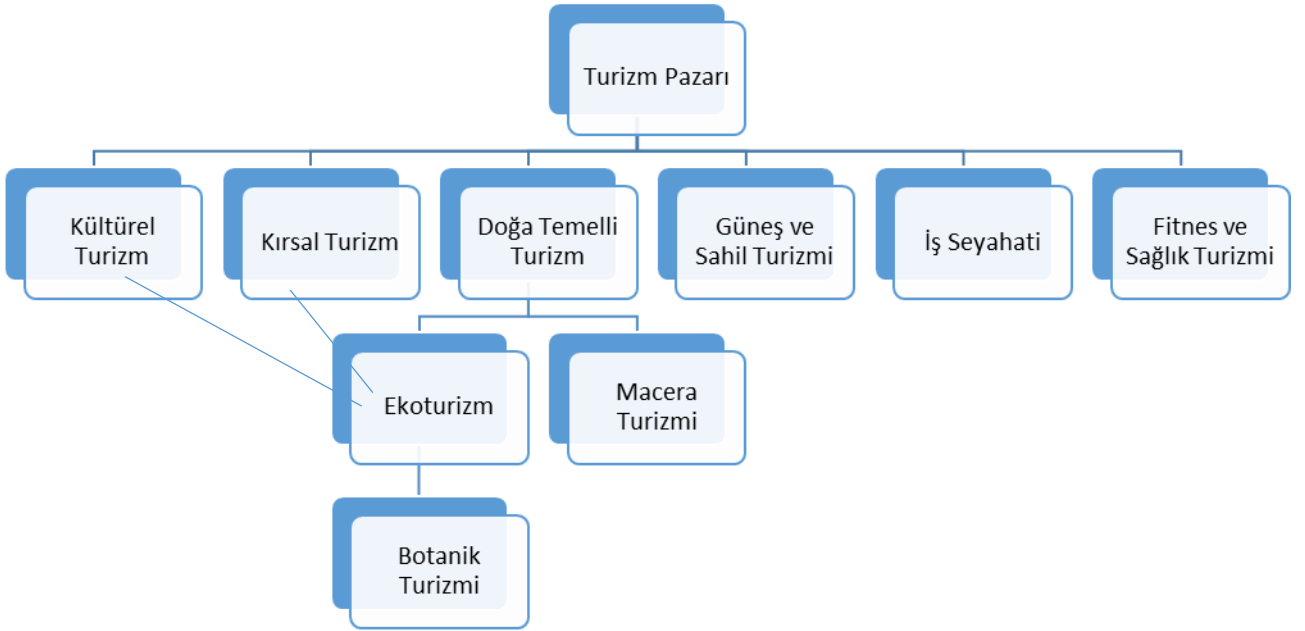 Turizm Pazarı
Kültürel
Turizm
Kırsal Turizm
Doğa Temelli
Turizm
Güneş ve
Sahil Turizmi
İş Seyahati
Fitnes ve
Sağlık Turizmi
Ekoturizm
Macera
Turizmi
Botanik
Turizmi